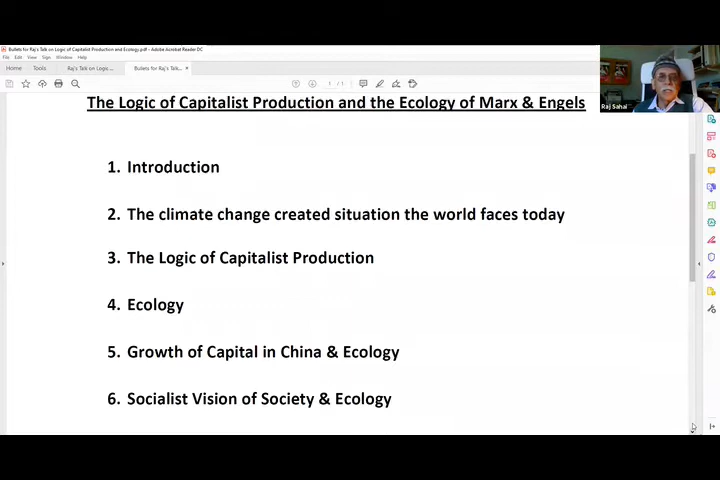 Bullets for Raj's Talk on Logic of Capitalist Production and Ecology.pdf - Adobe Acrobat Reader DC
File Edit View Sign Window Help
Home Tools Raj's Talk on Logic ... Bullets for Raj's Talk... ×
1 / 1
Raj Sahai
The Logic of Capitalist Production and the Ecology of Marx & Engels
1. Introduction
2. The climate change created situation the world faces today
3. The Logic of Capitalist Production
4. Ecology
5. Growth of Capital in China & Ecology
6. Socialist Vision of Society & Ecology